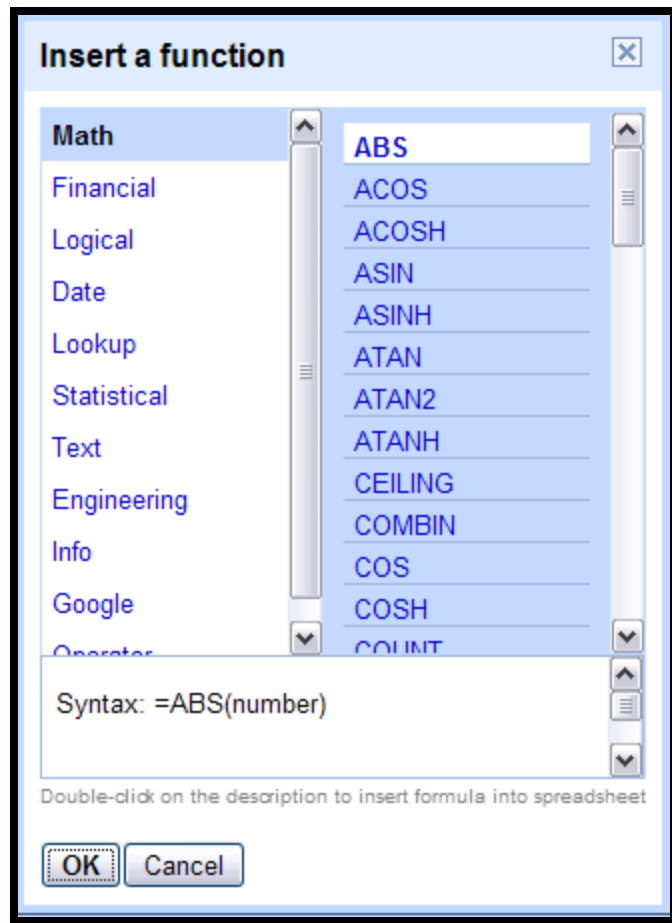 Insert a function
Math
Financial
Logical
Date
Lookup
Statistical
Text
Engineering
Info
Google
Operator
ABS
ACOS
ACOSH
ASIN
ASINH
ATAN
ATAN2
ATANH
CEILING
COMBIN
COS
COSH
COUNT
Syntax: =ABS(number)
Double-click on the description to insert formula into spreadsheet
OK Cancel